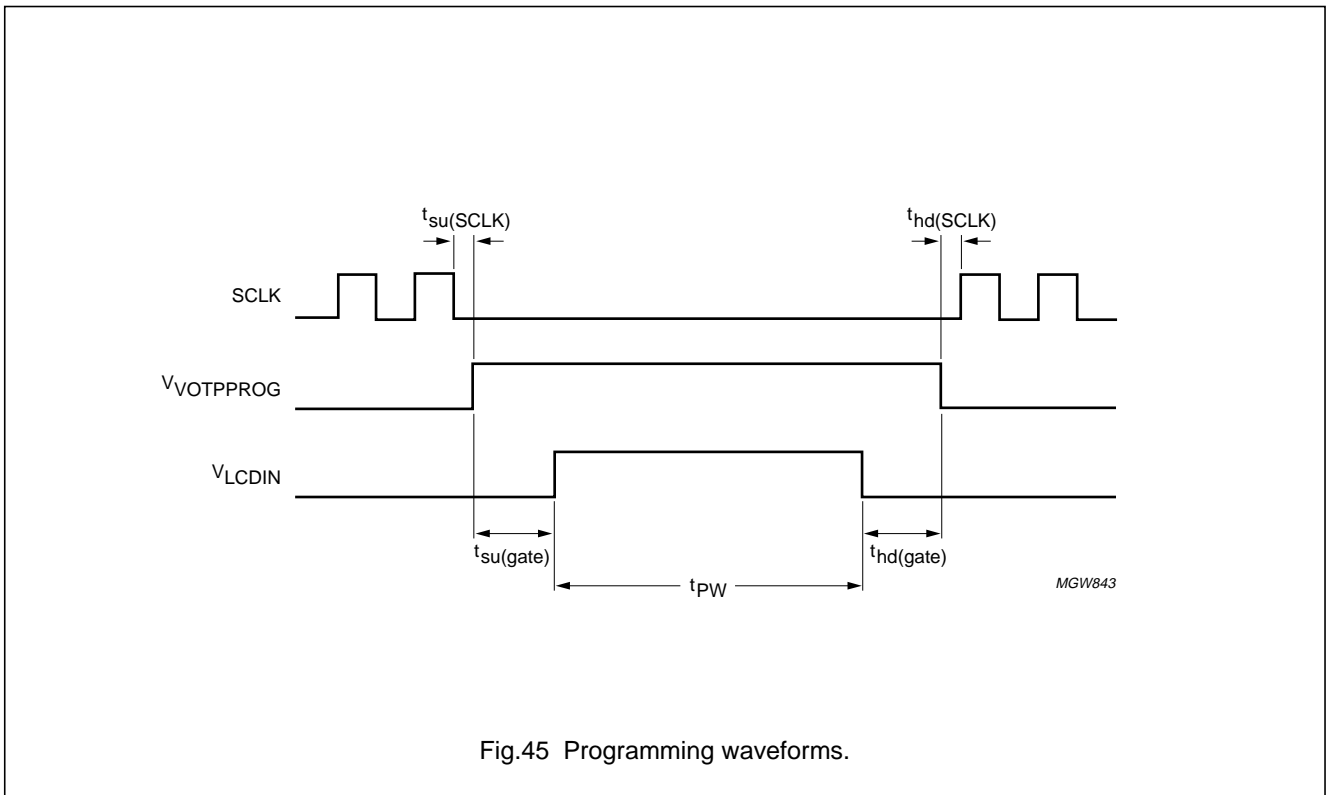 tsu(SCLK)
thd(SCLK)
SCLK
VVOTPPROG
VLCDIN
tsu(gate)
thd(gate)
tPW
MGW843
Fig.45 Programming waveforms.